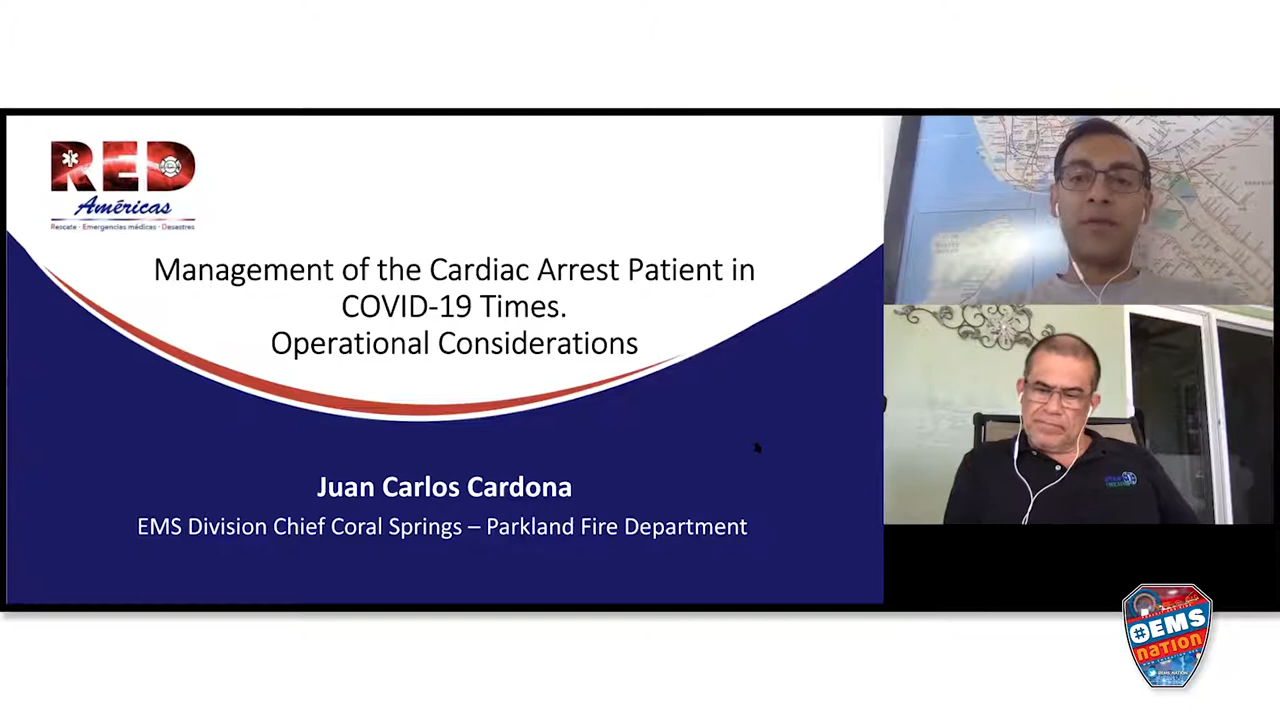 RED
Américas
Rescate - Emergencias médicas - Desastres
Management of the Cardiac Arrest Patient in
COVID-19 Times.
Operational Considerations
Juan Carlos Cardona
EMS Division Chief Coral Springs – Parkland Fire Department
#EMS
nation